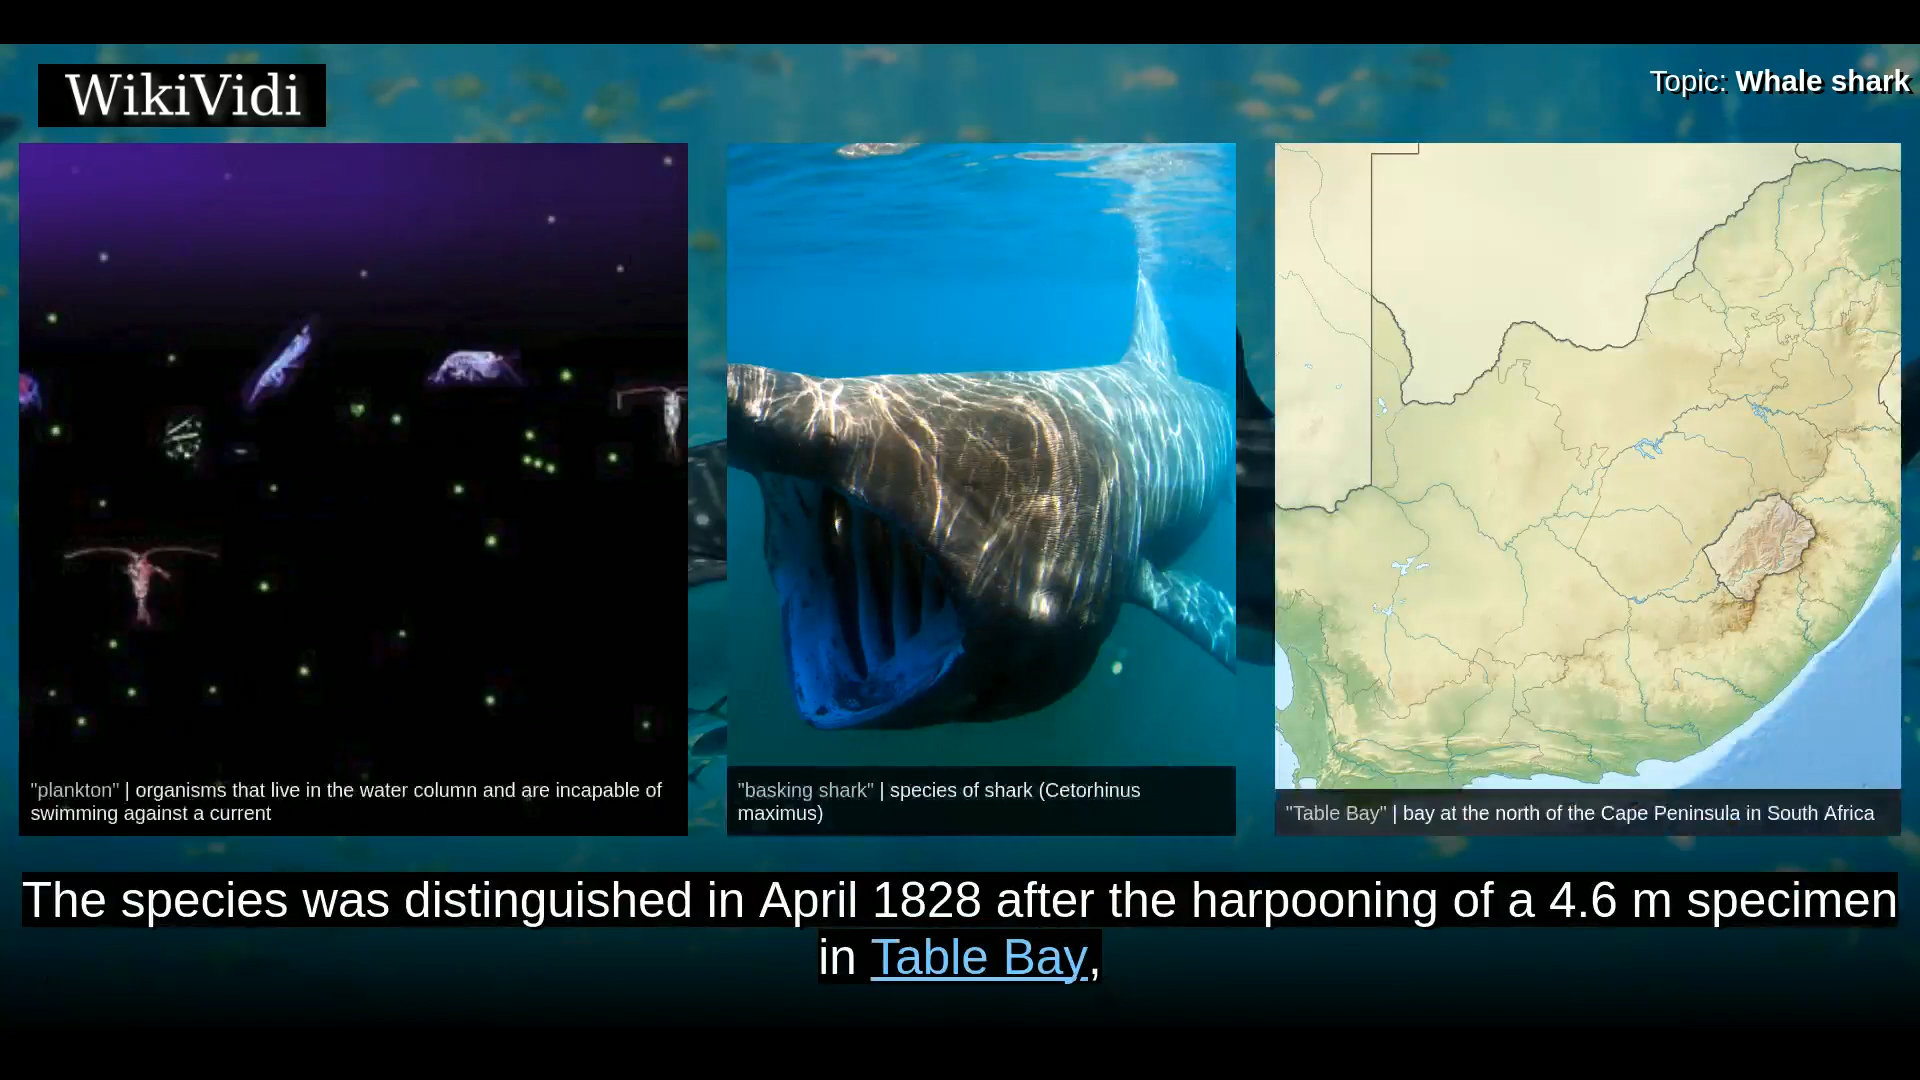 WikiVidi
Topic: Whale shark
"plankton" | organisms that live in the water column and are incapable of
swimming against a current
"basking shark" | species of shark (Cetorhinus
maximus)
"Table Bay" | bay at the north of the Cape Peninsula in South Africa
The species was distinguished in April 1828 after the harpooning of a 4.6 m specimen
in Table Bay,